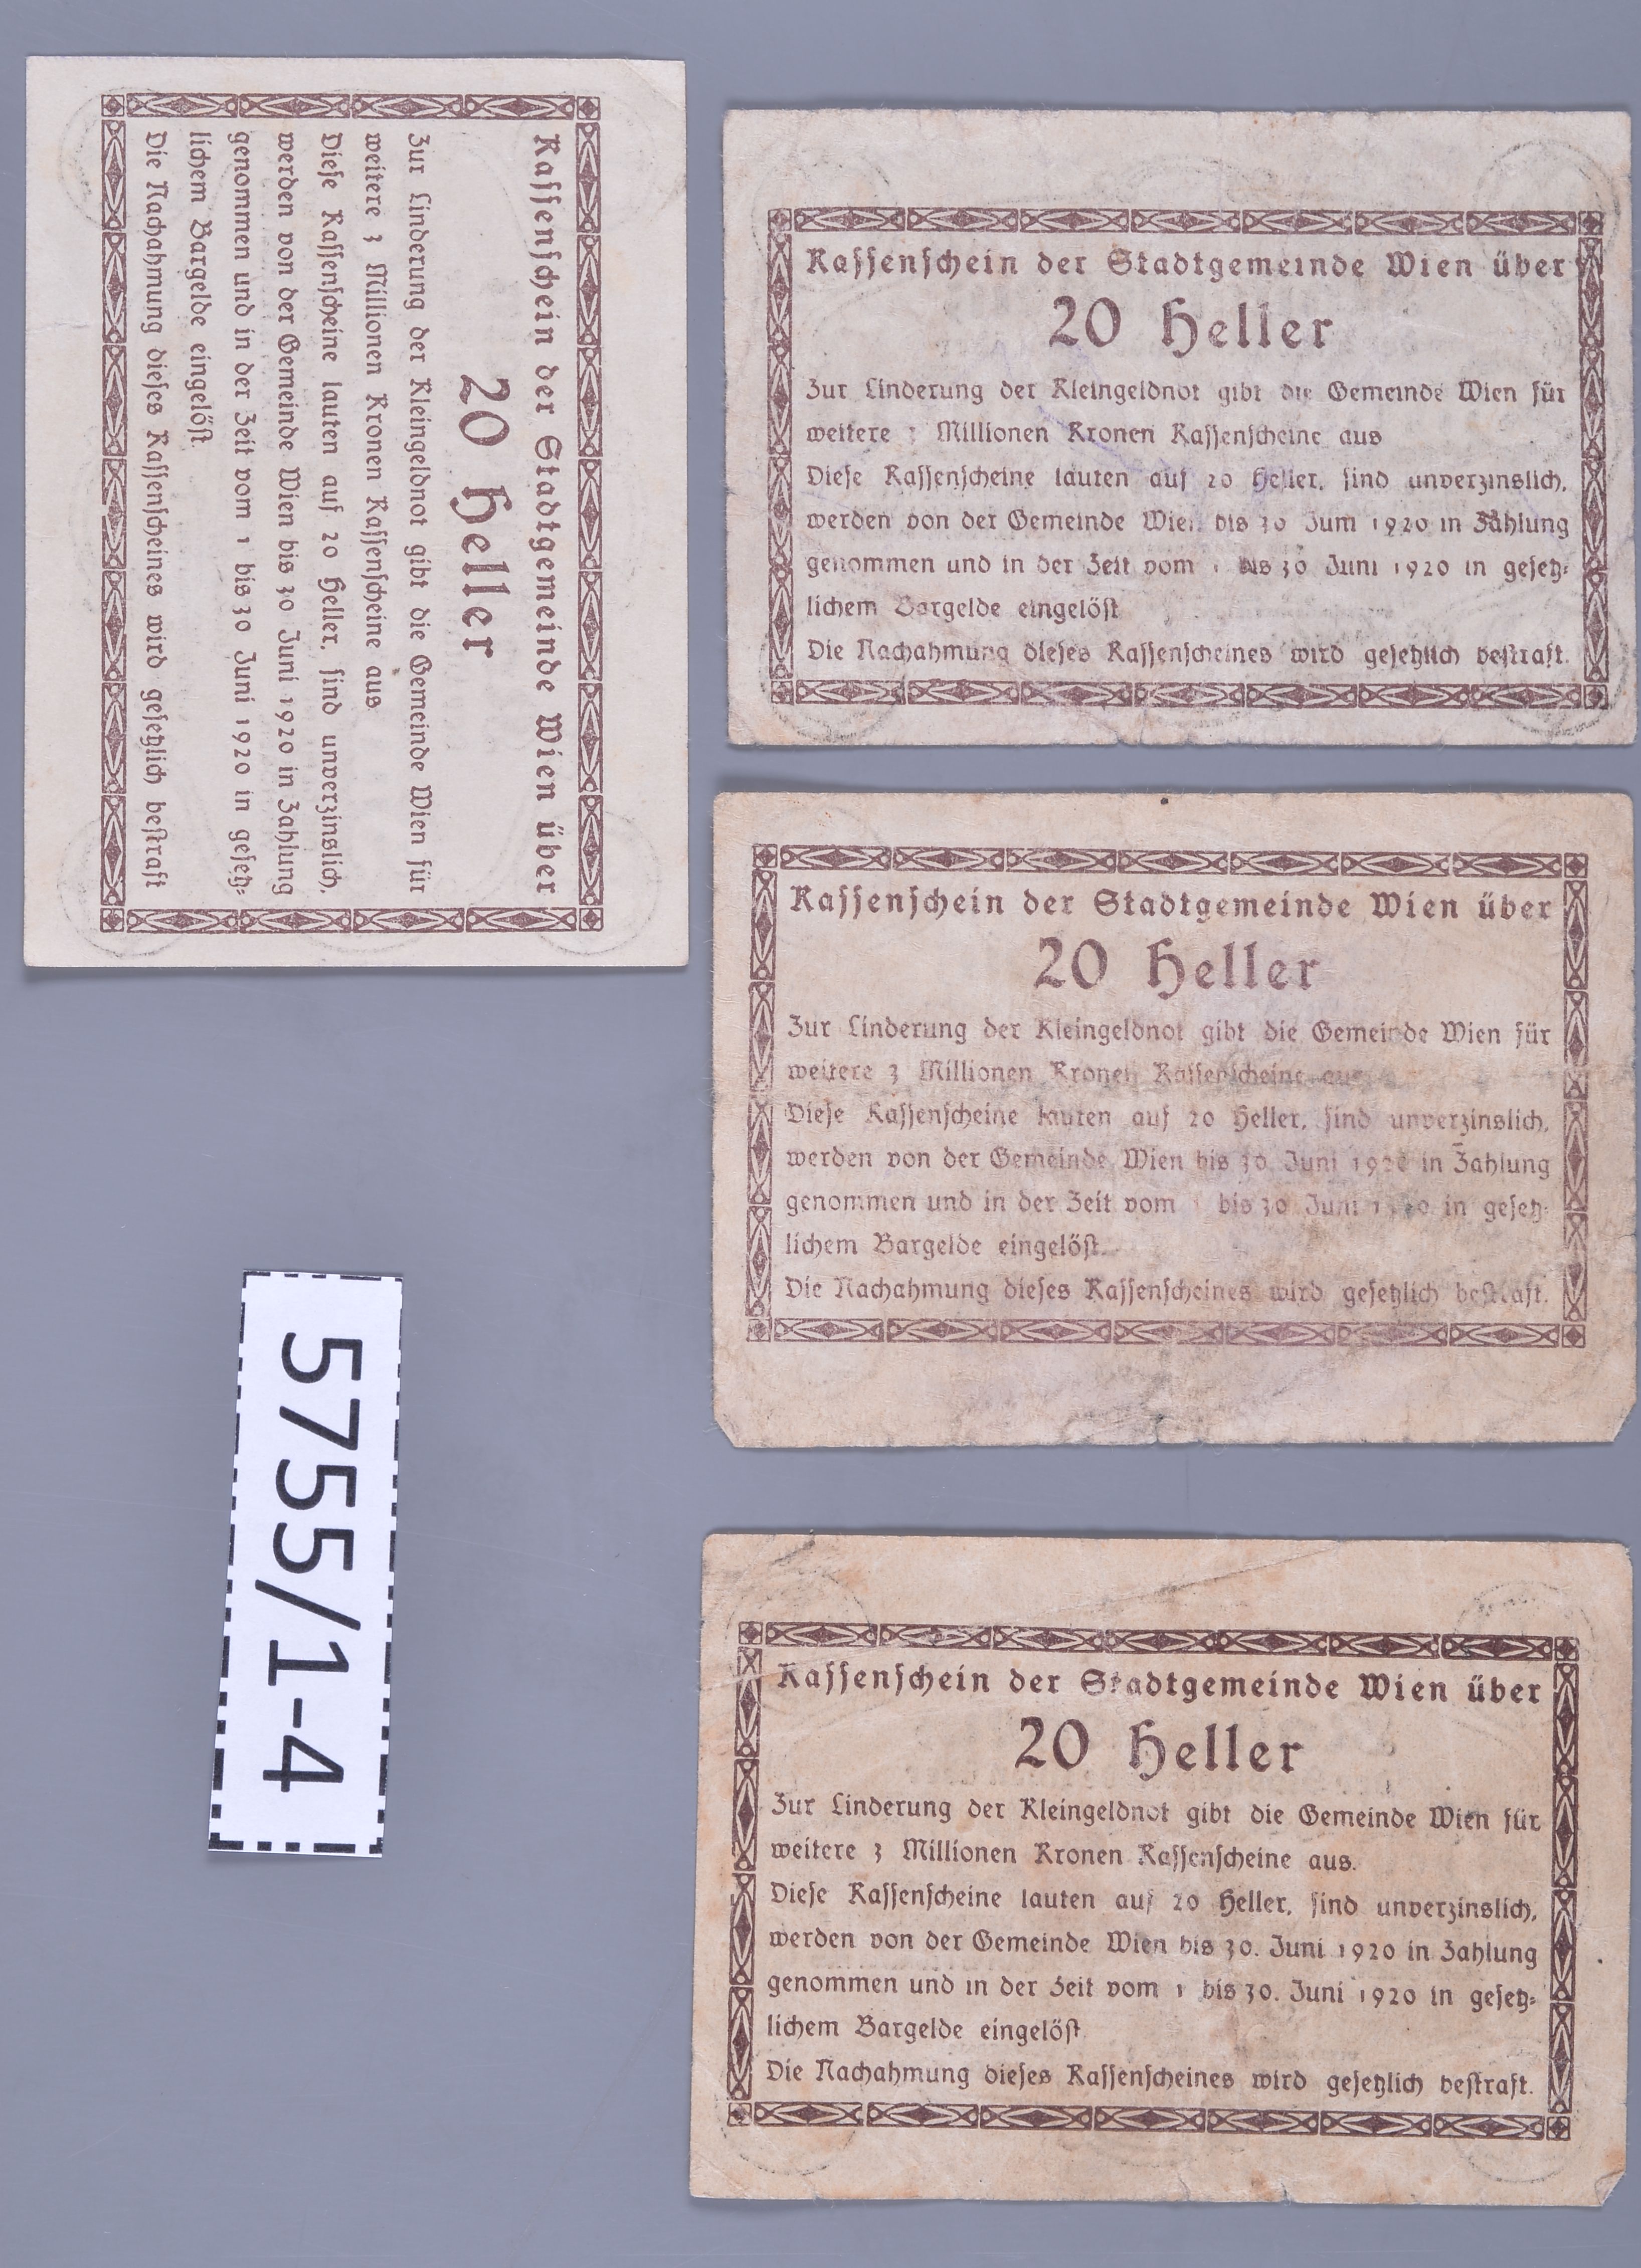 Kassenschein der Stadtgemeinde Wien über
20 Heller
Zur Linderung der Kleingeldnot gibt die Gemeinde Wien für
weitere 3 Millionen Kronen Kassenscheine aus
Diese Kassenscheine lauten auf 20 Heller, sind unverzinslich,
werden von der Gemeinde Wien bis 30 Juni 1920 in Zahlung
genommen und in der Zeit vom 1 bis 30 Juni 1920 in gesetz-
lichem Bargelde eingelöst.
Die Nachahmung dieses Kassenscheines wird gesetzlich bestraft
Kassenschein der Stadtgemeinde Wien über
20 Heller
Zur Linderung der Kleingeldnot gibt die Gemeinde Wien für
weitere 3 Millionen Kronen Kassenscheine aus
Diese Kassenscheine lauten auf 20 Heller, sind unverzinslich,
werden von der Gemeinde Wien bis 30 Juni 1920 in Zahlung
genommen und in der Zeit vom 1 bis 30 Juni 1920 in gesetz-
lichem Bargelde eingelöst
Die Nachahmung dieses Kassenscheines wird gesetzlich bestraft.
Kassenschein der Stadtgemeinde Wien über
20 Heller
Zur Linderung der Kleingeldnot gibt die Gemeinde Wien für
weitere 3 Millionen Kronen Kassenscheine aus
Diese Kassenscheine lauten auf 20 Heller, sind unverzinslich,
werden von der Gemeinde Wien bis 30. Juni 1920 in Zahlung
genommen und in der Zeit vom bis 30 Juni 1920 in gesetz-
lichem Bargelde eingelöst.
Die Nachahmung dieses Kassenscheines wird gesetzlich bestraft.
Kassenschein der Stadtgemeinde Wien über
20 Heller
Zur Linderung der Kleingeldnot gibt die Gemeinde Wien für
weitere 3 Millionen Kronen Kassenscheine aus.
Diese Kassenscheine lauten auf 20 Heller, sind unverzinslich,
werden von der Gemeinde Wien bis 30. Juni 1920 in Zahlung
genommen und in der Zeit vom 1 bis 30. Juni 1920 in gesetz-
lichem Bargelde eingelöst
Die Nachahmung dieses Kassenscheines wird gesetzlich bestraft.
5755/1-4